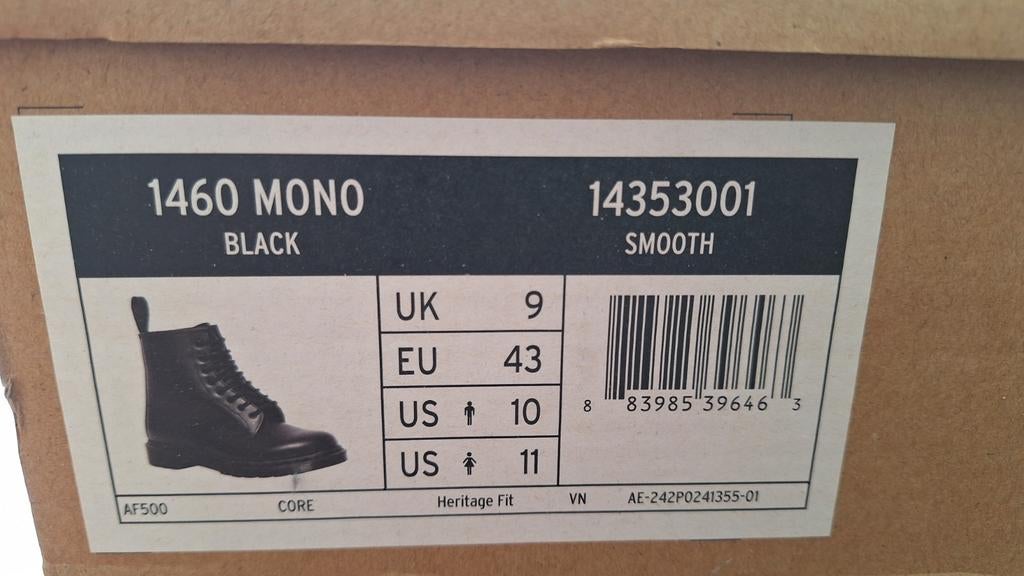 1460 MONO
BLACK
14353001
SMOOTH
UK 9
EU 43
US 10
US 11
8 83985 39646 3
AF500 CORE Heritage Fit VN AE-242P0241355-01